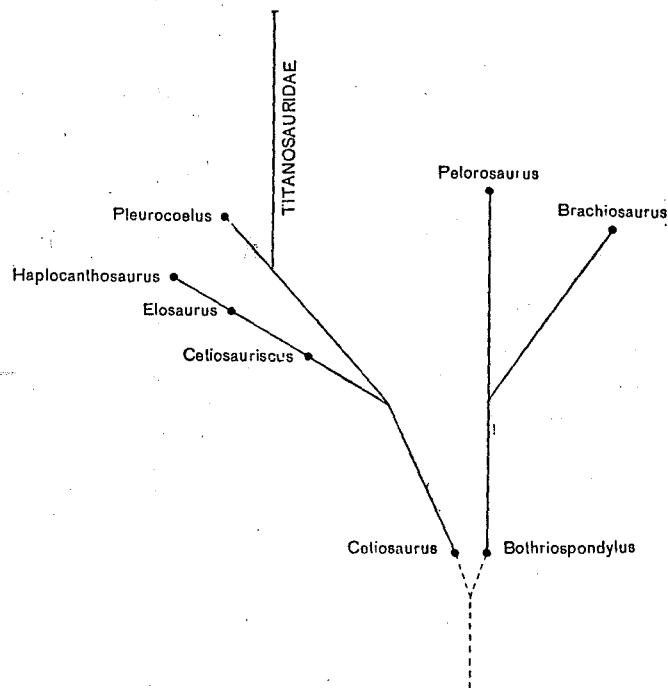 TITANOSAURIDAE
Pelorosaurus
Brachiosaurus
Pleurocoelus
Haplocanthosaurus
Elosaurus
Cetiosauriscus
Cetiosaurus
Bothriospondylus